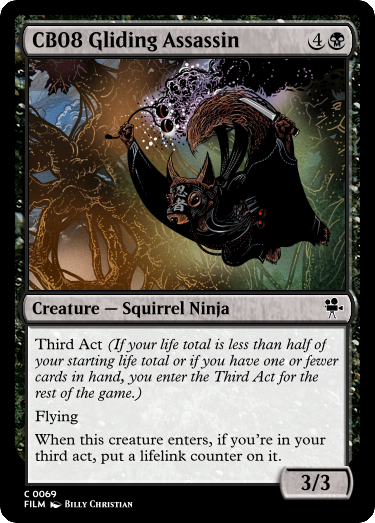 CB08 Gliding Assassin 4
Creature — Squirrel Ninja
Third Act (If your life total is less than half of
your starting life total or if you have one or fewer
cards in hand, you enter the Third Act for the
rest of the game.)
Flying
When this creature enters, if you're in your
third act, put a lifelink counter on it.
3/3
C 0069
FILM Billy Christian